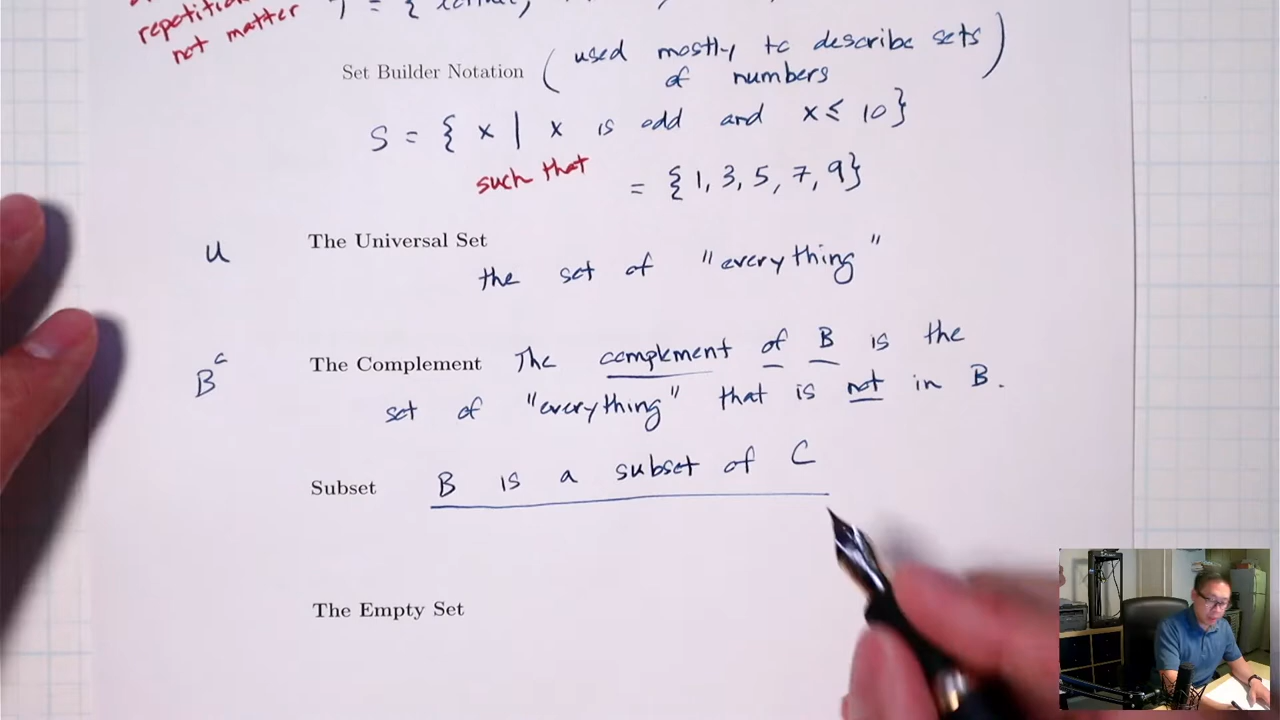 repetition
not matter
Set Builder Notation (used mostly to describe sets
of numbers)
S = { x | x is odd and x ≤ 10}
such that
= {1, 3, 5, 7, 9}
U The Universal Set
the set of "everything"
B^c The Complement The complement of B is the
set of "everything" that is not in B.
Subset B is a subset of C
The Empty Set